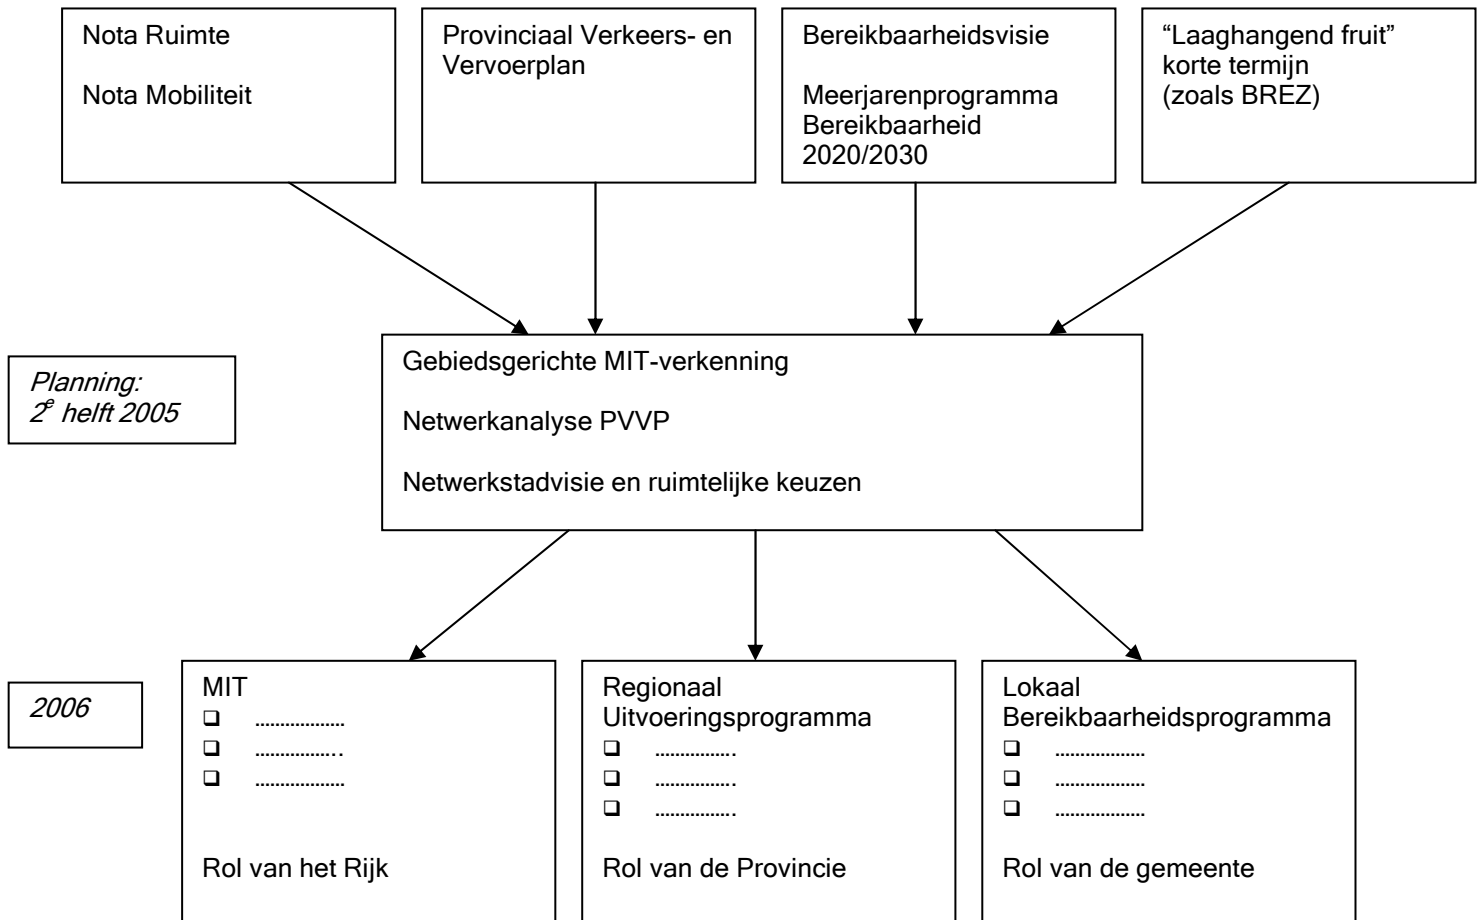 Nota Ruimte
Nota Mobiliteit
Provinciaal Verkeers- en
Vervoerplan
Bereikbaarheidsvisie
Meerjarenprogramma
Bereikbaarheid
2020/2030
“Laaghangend fruit”
korte termijn
(zoals BREZ)
Planning:
2e helft 2005
Gebiedsgerichte MIT-verkenning
Netwerkanalyse PVVP
Netwerkstadvisie en ruimtelijke keuzen
2006
MIT
❑ ..................
❑ ..................
❑ ..................
Rol van het Rijk
Regionaal
Uitvoeringsprogramma
❑ ................
❑ ................
❑ ................
Rol van de Provincie
Lokaal
Bereikbaarheidsprogramma
❑ ..................
❑ ..................
❑ ..................
Rol van de gemeente